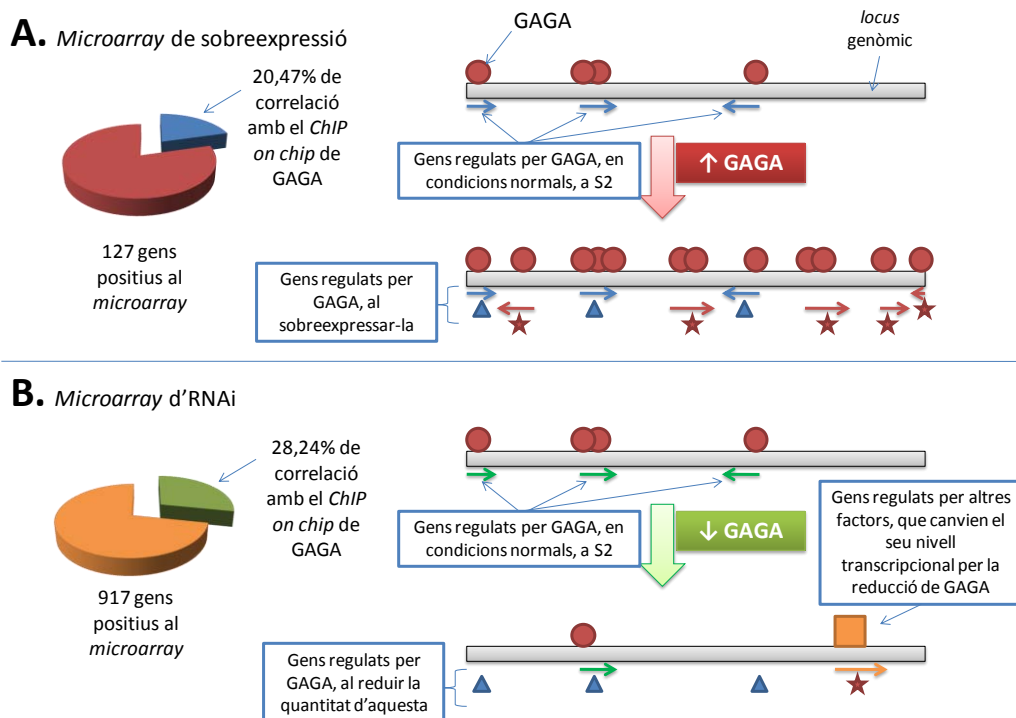 A. Microarray de sobreexpressió
GAGA
locus
genòmic
20,47% de
correlació
amb el ChIP
on chip de
GAGA
Gens regulats per GAGA, en
condicions normals, a S2
↑ GAGA
127 gens
positius al
microarray
Gens regulats per
GAGA, al
sobreexpressar-la
B. Microarray d’RNAi
28,24% de
correlació
amb el ChIP
on chip de
GAGA
Gens regulats per GAGA, en
condicions normals, a S2
↓ GAGA
Gens regulats per altres
factors, que canvien el
seu nivell
transcripcional per la
reducció de GAGA
917 gens
positius al
microarray
Gens regulats per
GAGA, al reduir la
quantitat d’aquesta